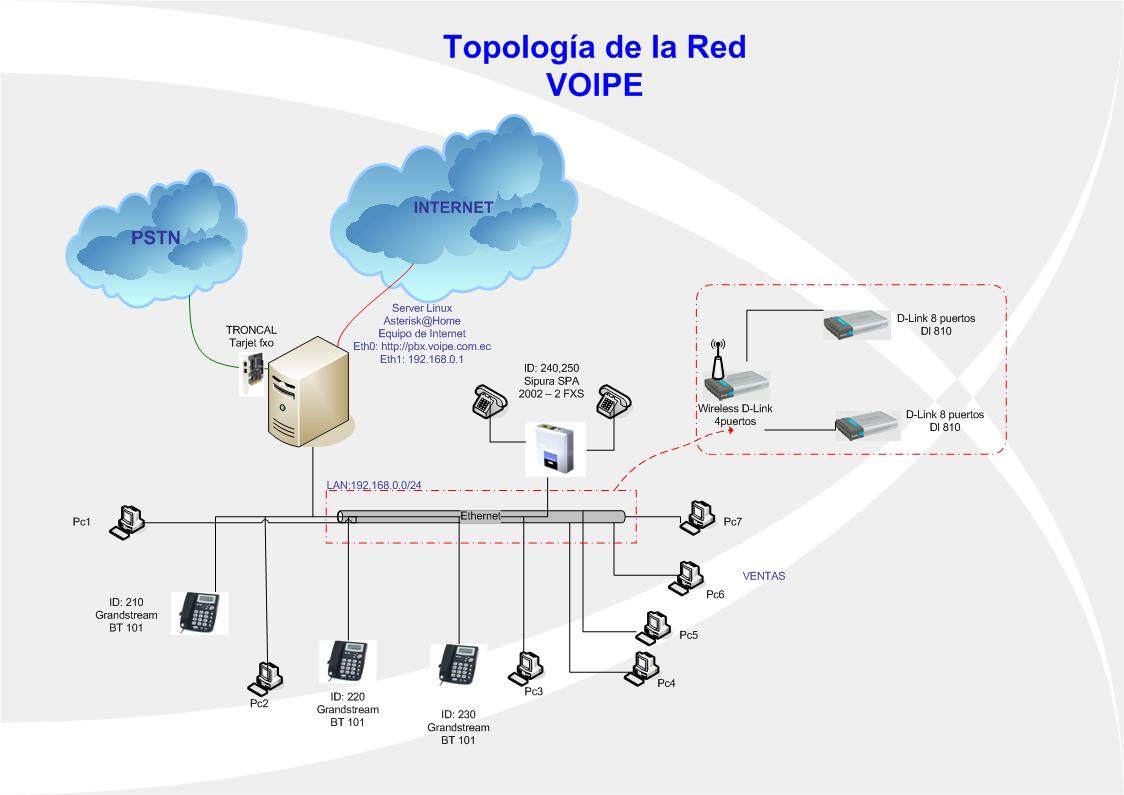 Topología de la Red
VOIPE
INTERNET
PSTN
Server Linux
Asterisk@Home
Equipo de Internet
Eth0: http://pbx.voipe.com.ec
Eth1: 192.168.0.1
TRONCAL
Tarjet fxo
D-Link 8 puertos
DI 810
ID: 240,250
Sipura SPA
2002 – 2 FXS
Wireless D-Link
4puertos
D-Link 8 puertos
DI 810
LAN:192.168.0.0/24
Ethernet
Pc1
Pc7
VENTAS
Pc6
ID: 210
Grandstream
BT 101
Pc5
Pc4
Pc3
Pc2
ID: 220
Grandstream
BT 101
ID: 230
Grandstream
BT 101